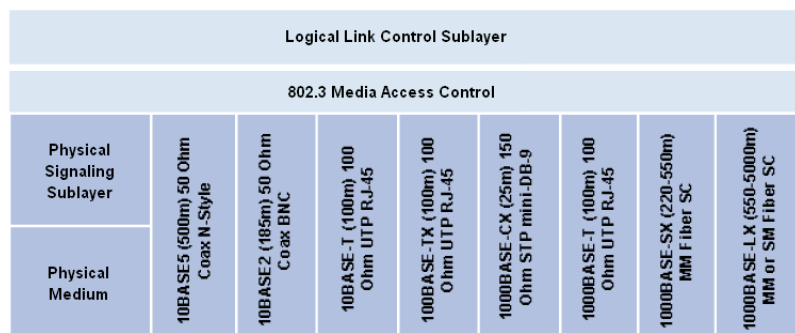 Logical Link Control Sublayer
802.3 Media Access Control
Physical
Signaling
Sublayer
Physical
Medium
10BASE5 (500m) 50 Ohm
Coax N-Style
10BASE2 (185m) 50 Ohm
Coax BNC
10BASE-T (100m) 100
Ohm UTP RJ-45
100BASE-TX (100m) 100
Ohm UTP RJ-45
1000BASE-CX (25m) 150
Ohm STP mini-DB-9
1000BASE-T (100m) 100
Ohm UTP RJ-45
1000BASE-SX (220-550m)
MM Fiber SC
1000BASE-LX (550-5000m)
MM or SM Fiber SC